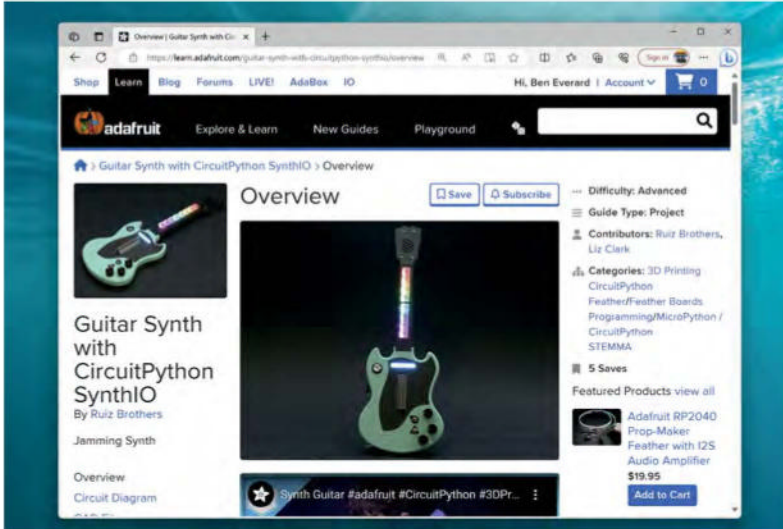 Overview | Guitar Synth with Cir
https://learn.adafruit.com/guitar-synth-with-circuitpython-synthio/overview
Sign in
Shop Learn Blog Forums LIVE! AdaBox IO
Hi, Ben Everard | Account
0
adafruit Explore & Learn New Guides Playground
> Guitar Synth with CircuitPython SynthIO > Overview
Overview
Save
Subscribe
Guitar Synth
with
CircuitPython
SynthIO
By Ruiz Brothers
Jamming Synth
Overview
Circuit Diagram
Synth Guitar #adafruit #CircuitPython #3DPr...
Difficulty: Advanced
Guide Type: Project
Contributors: Ruiz Brothers,
Liz Clark
Categories: 3D Printing
CircuitPython
Feather/Feather Boards
Programming/MicroPython /
CircuitPython
STEMMA
5 Saves
Featured Products view all
Adafruit RP2040
Prop-Maker
Feather with I2S
Audio Amplifier
$19.95
Add to Cart